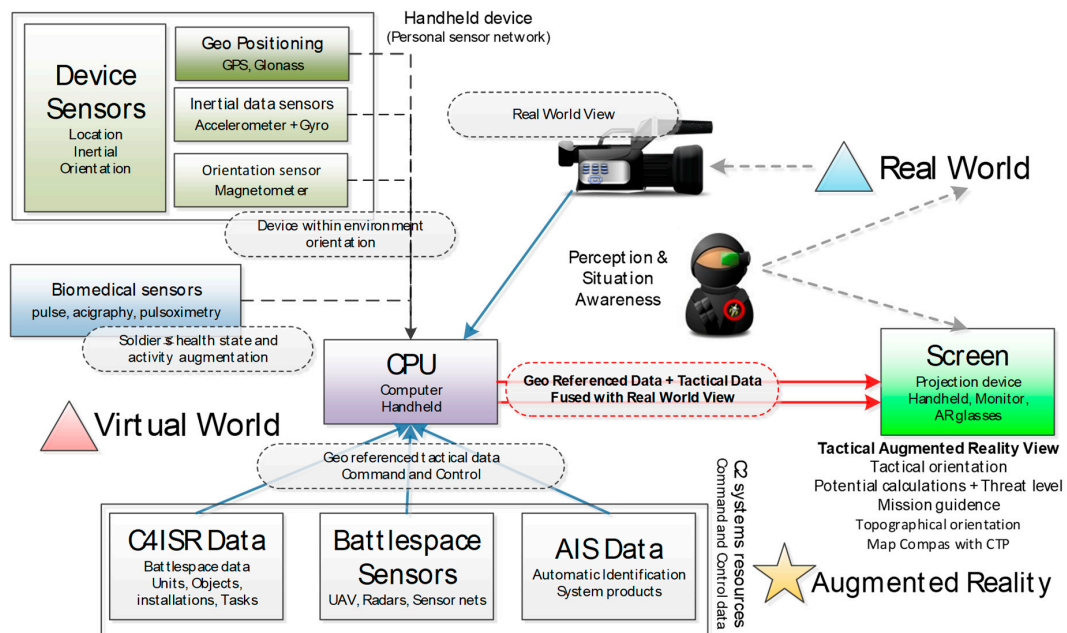 Handheld device
(Personal sensor network)
Device
Sensors
Location
Inertial
Orientation
Geo Positioning
GPS, Glonass
Inertial data sensors
Accelerometer + Gyro
Orientation sensor
Magnetometer
Device within environment
orientation
Biomedical sensors
pulse, acigraphy, pulsoximetry
Soldier's health state and
activity augmentation
Real World View
Real World
Perception &
Situation
Awareness
CPU
Computer
Handheld
Geo Referenced Data + Tactical Data
Fused with Real World View
Screen
Projection device
Handheld, Monitor,
AR glasses
Tactical Augmented Reality View
Tactical orientation
Potential calculations + Threat level
Mission guidance
Topographical orientation
Map Compas with CTP
Virtual World
Geo referenced tactical data
Command and Control
C4ISR Data
Battlespace data
Units, Objects,
installations, Tasks
Battlespace
Sensors
UAV, Radars, Sensor nets
AIS Data
Automatic Identification
System products
C2 systems resources
Command and Control data
Augmented Reality